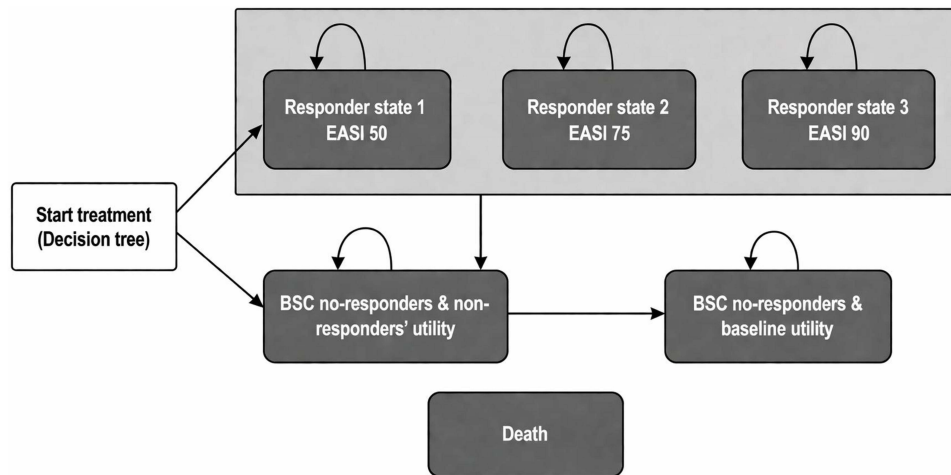 Responder state 1
EASI 50
Responder state 2
EASI 75
Responder state 3
EASI 90
Start treatment
(Decision tree)
BSC no-responders & non-
responders’ utility
BSC no-responders &
baseline utility
Death